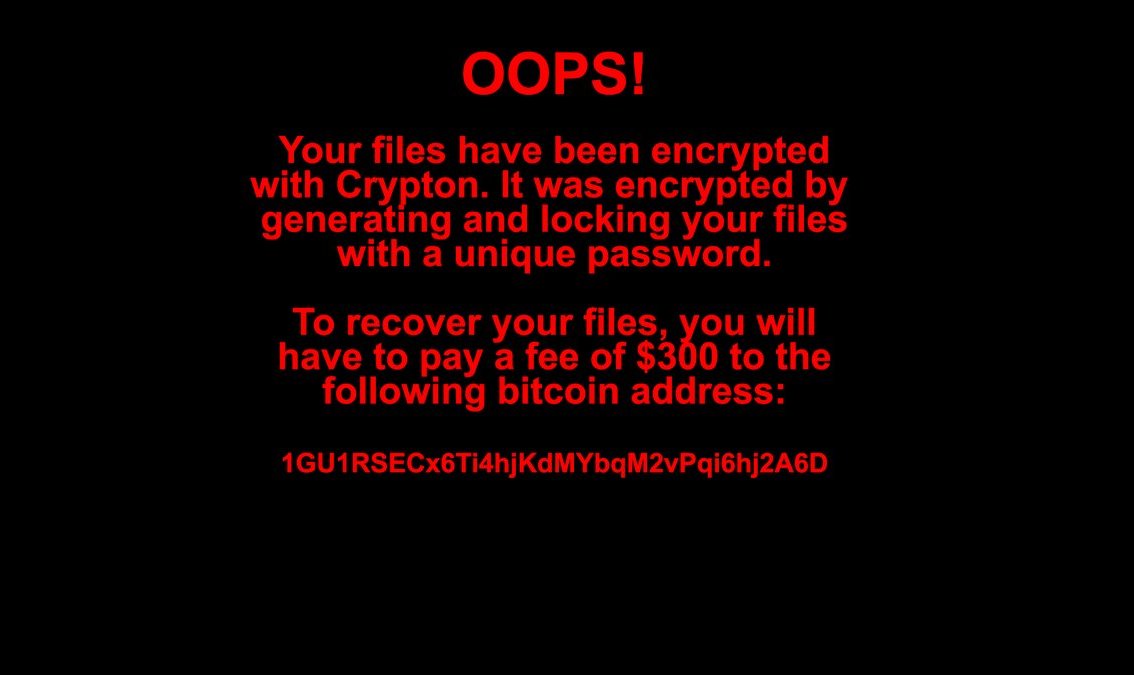 OOPS!
Your files have been encrypted
with Crypton. It was encrypted by
generating and locking your files
with a unique password.
To recover your files, you will
have to pay a fee of $300 to the
following bitcoin address:
1GU1RSECx6Ti4hjKdMYbqM2vPqi6hj2A6D